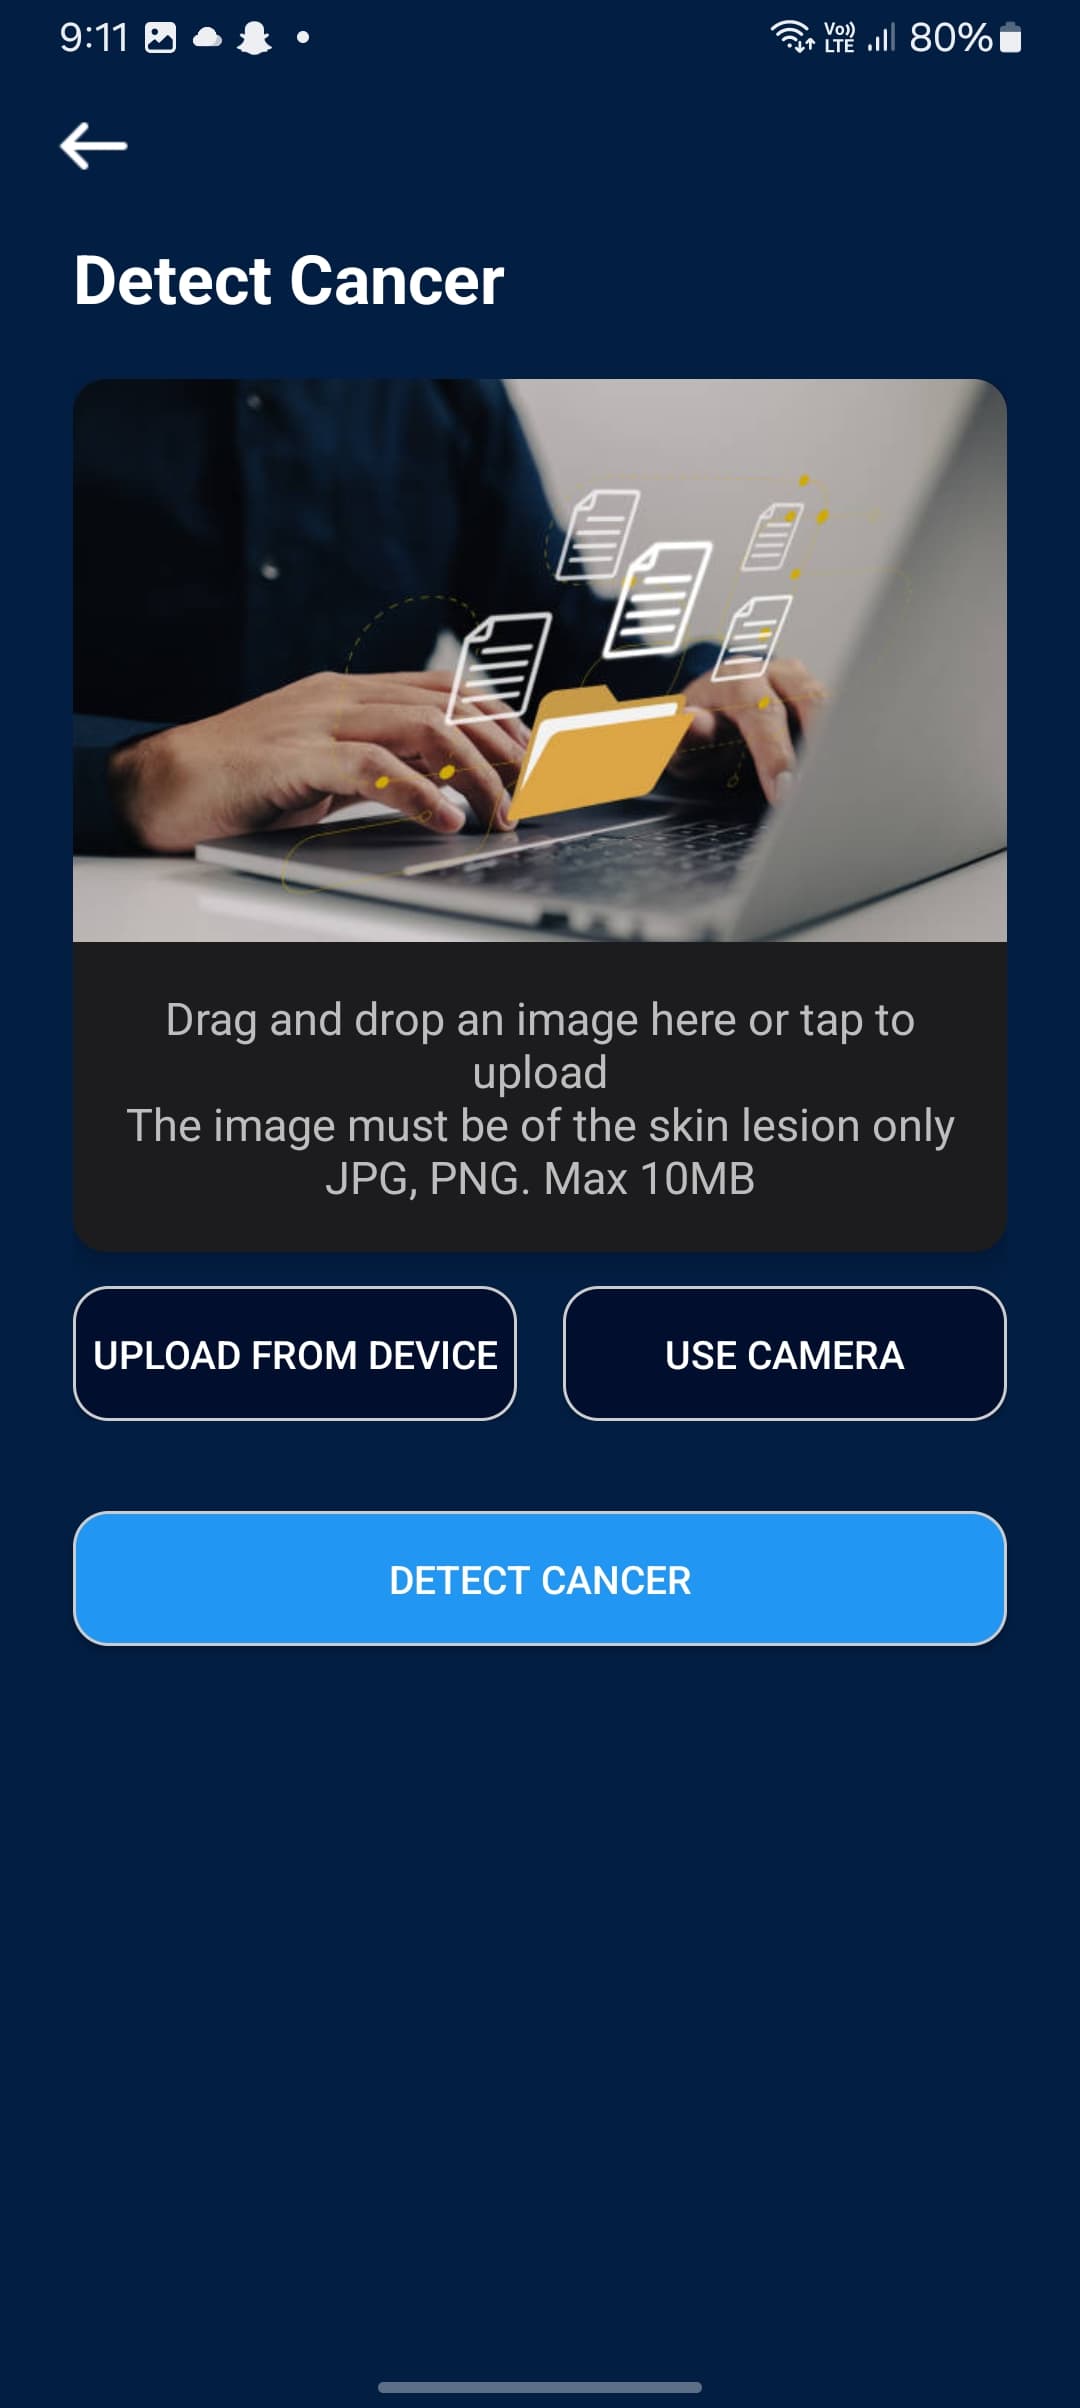 9:11 Vo)) LTE 80%
Detect Cancer
Drag and drop an image here or tap to
upload
The image must be of the skin lesion only
JPG, PNG. Max 10MB
UPLOAD FROM DEVICE USE CAMERA
DETECT CANCER